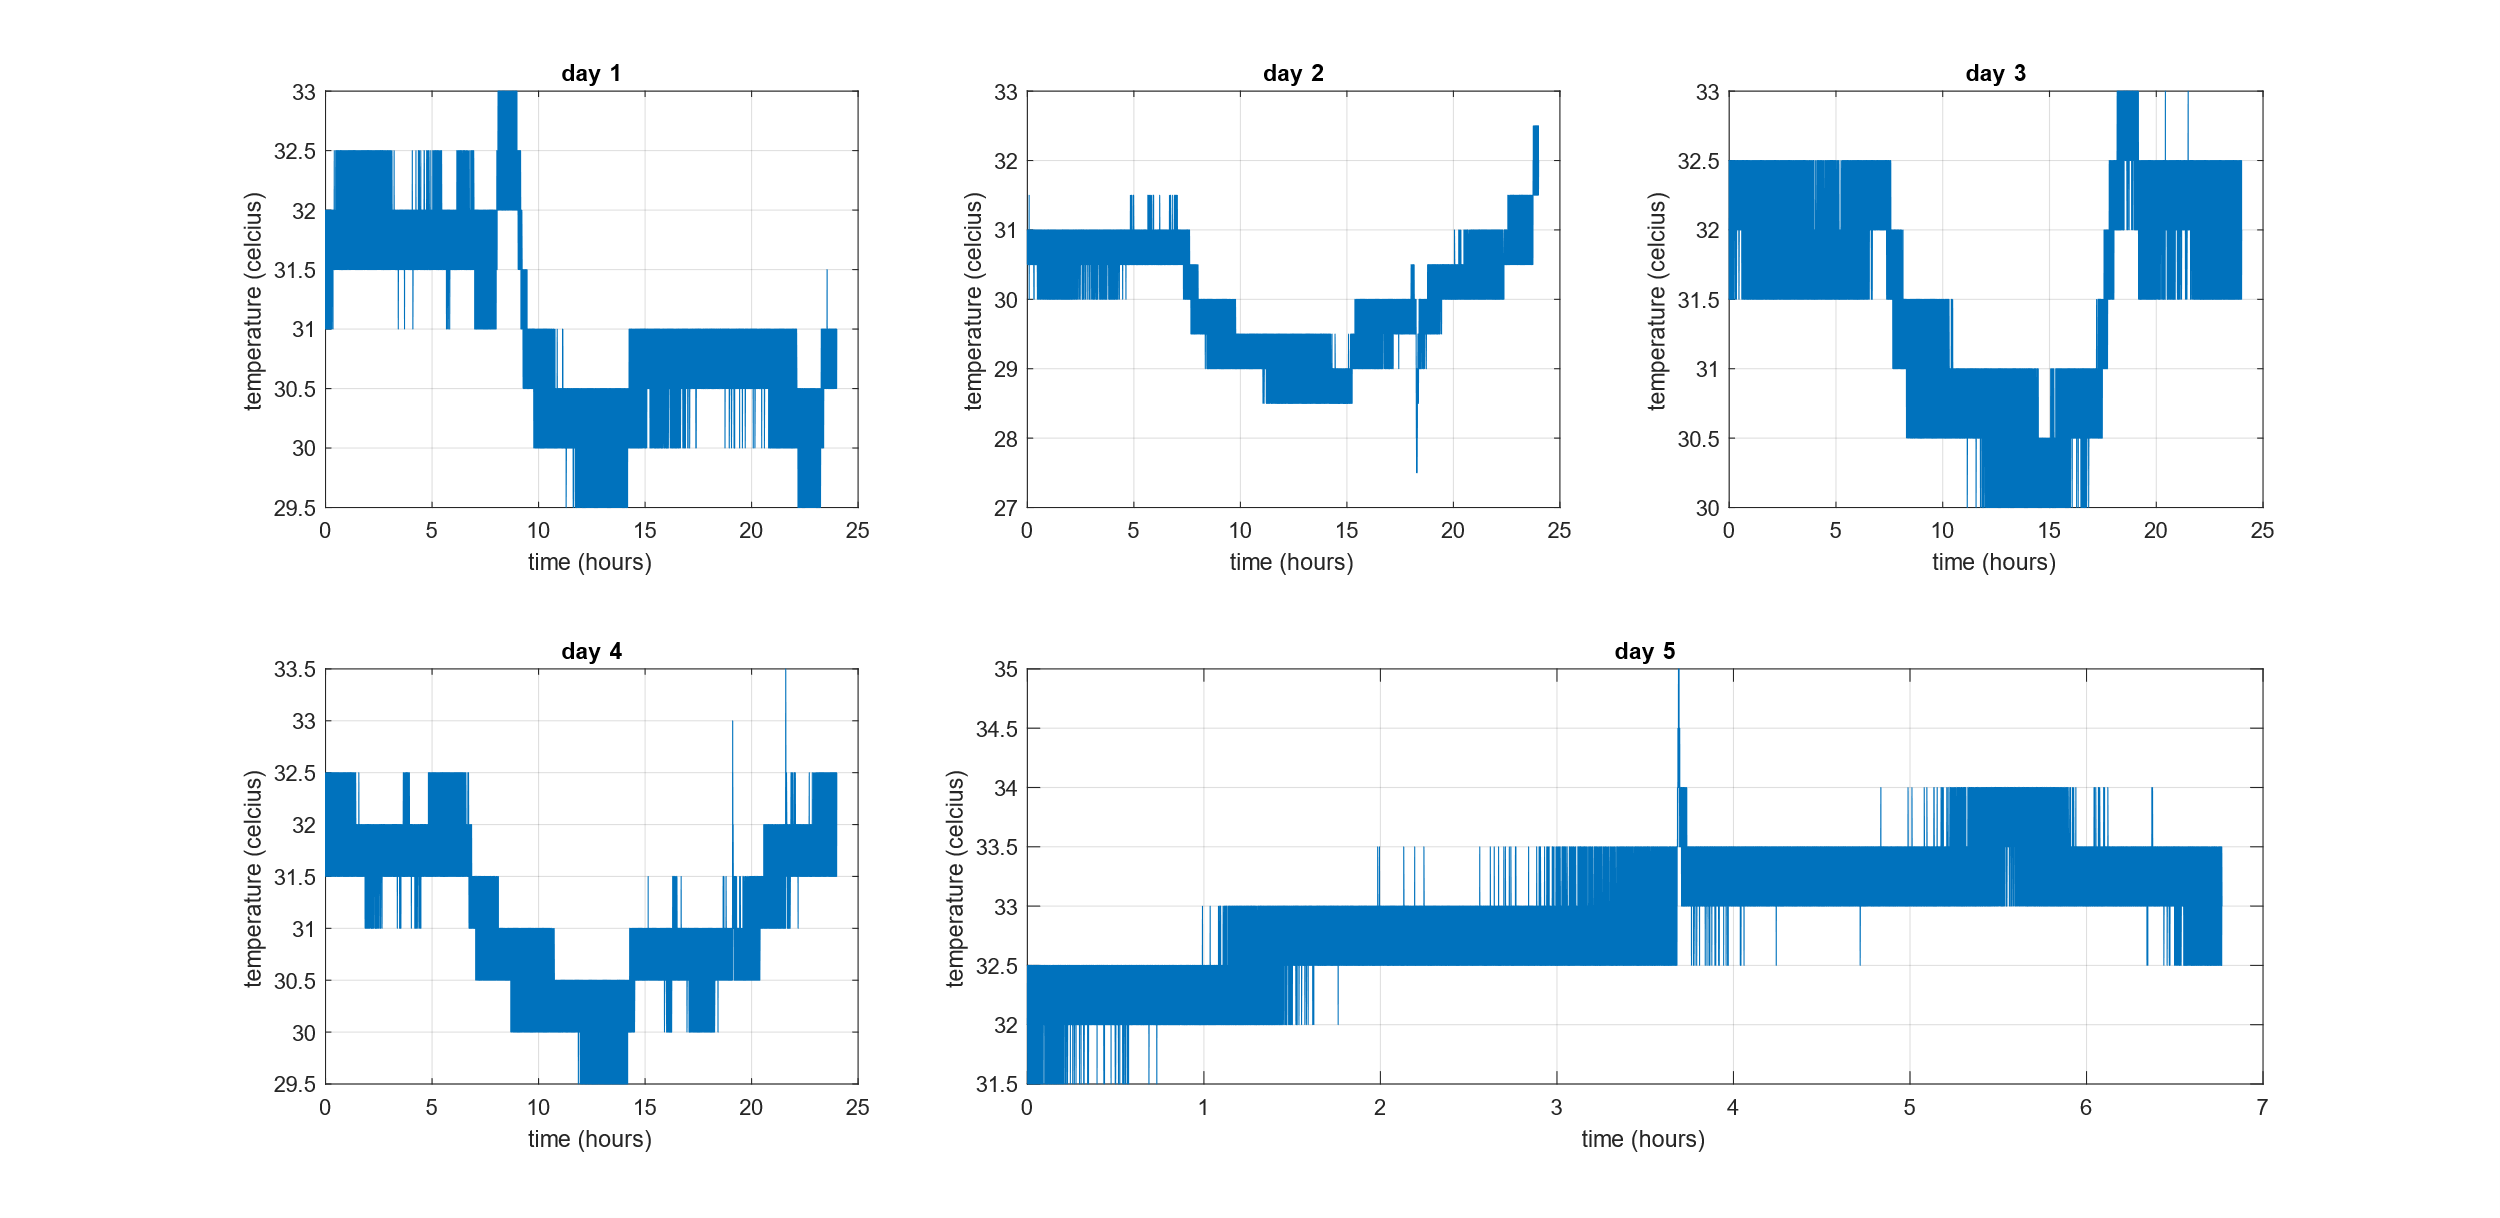 day 1
33
32.5
32
31.5
31
30.5
30
29.5
temperature (celcius)
0 5 10 15 20 25
time (hours)
day 2
33
32
31
30
29
28
27
temperature (celcius)
0 5 10 15 20 25
time (hours)
day 3
33
32.5
32
31.5
31
30.5
30
temperature (celcius)
0 5 10 15 20 25
time (hours)
day 4
33.5
33
32.5
32
31.5
31
30.5
30
29.5
temperature (celcius)
0 5 10 15 20 25
time (hours)
day 5
35
34.5
34
33.5
33
32.5
32
31.5
temperature (celcius)
0 1 2 3 4 5 6 7
time (hours)